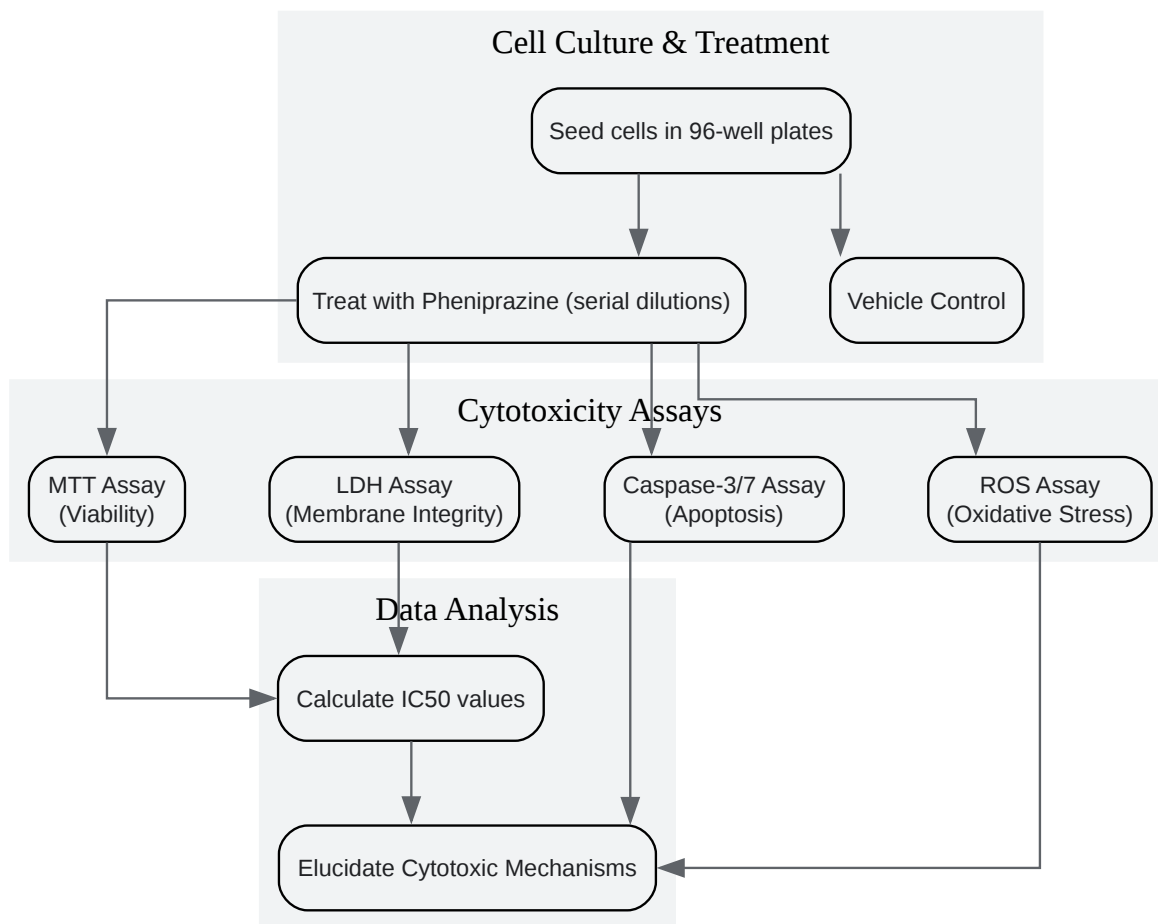 Cell Culture & Treatment
Seed cells in 96-well plates
Treat with Pheniprazine (serial dilutions)
Vehicle Control
Cytotoxicity Assays
MTT Assay
(Viability)
LDH Assay
(Membrane Integrity)
Caspase-3/7 Assay
(Apoptosis)
ROS Assay
(Oxidative Stress)
Data Analysis
Calculate IC50 values
Elucidate Cytotoxic Mechanisms